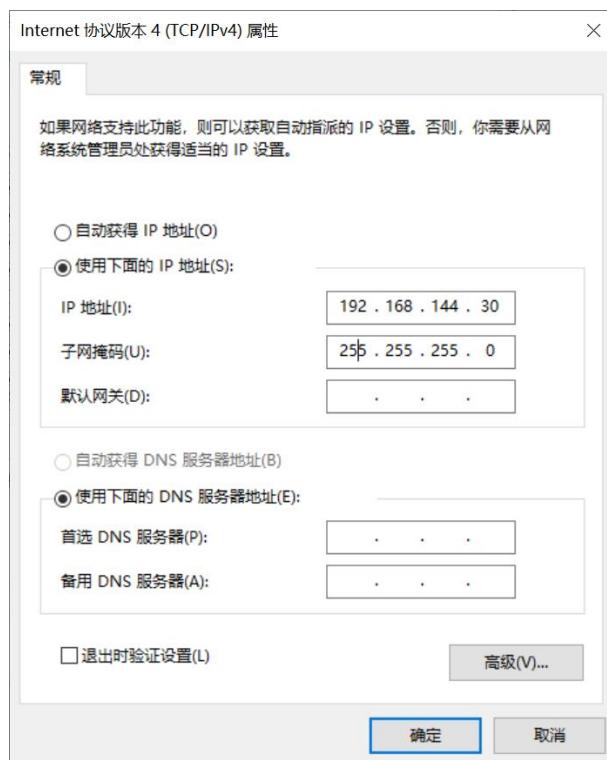 Internet 协议版本 4 (TCP/IPv4) 属性
常规
如果网络支持此功能，则可以获取自动指派的 IP 设置。否则，你需要从网
络系统管理员处获得适当的 IP 设置。
自动获得 IP 地址(O)
使用下面的 IP 地址(S):
IP 地址(I): 192 . 168 . 144 . 30
子网掩码(U): 255 . 255 . 255 . 0
默认网关(D): . . .
自动获得 DNS 服务器地址(B)
使用下面的 DNS 服务器地址(E):
首选 DNS 服务器(P): . . .
备用 DNS 服务器(A): . . .
退出时验证设置(L)
高级(V)...
确定 取消